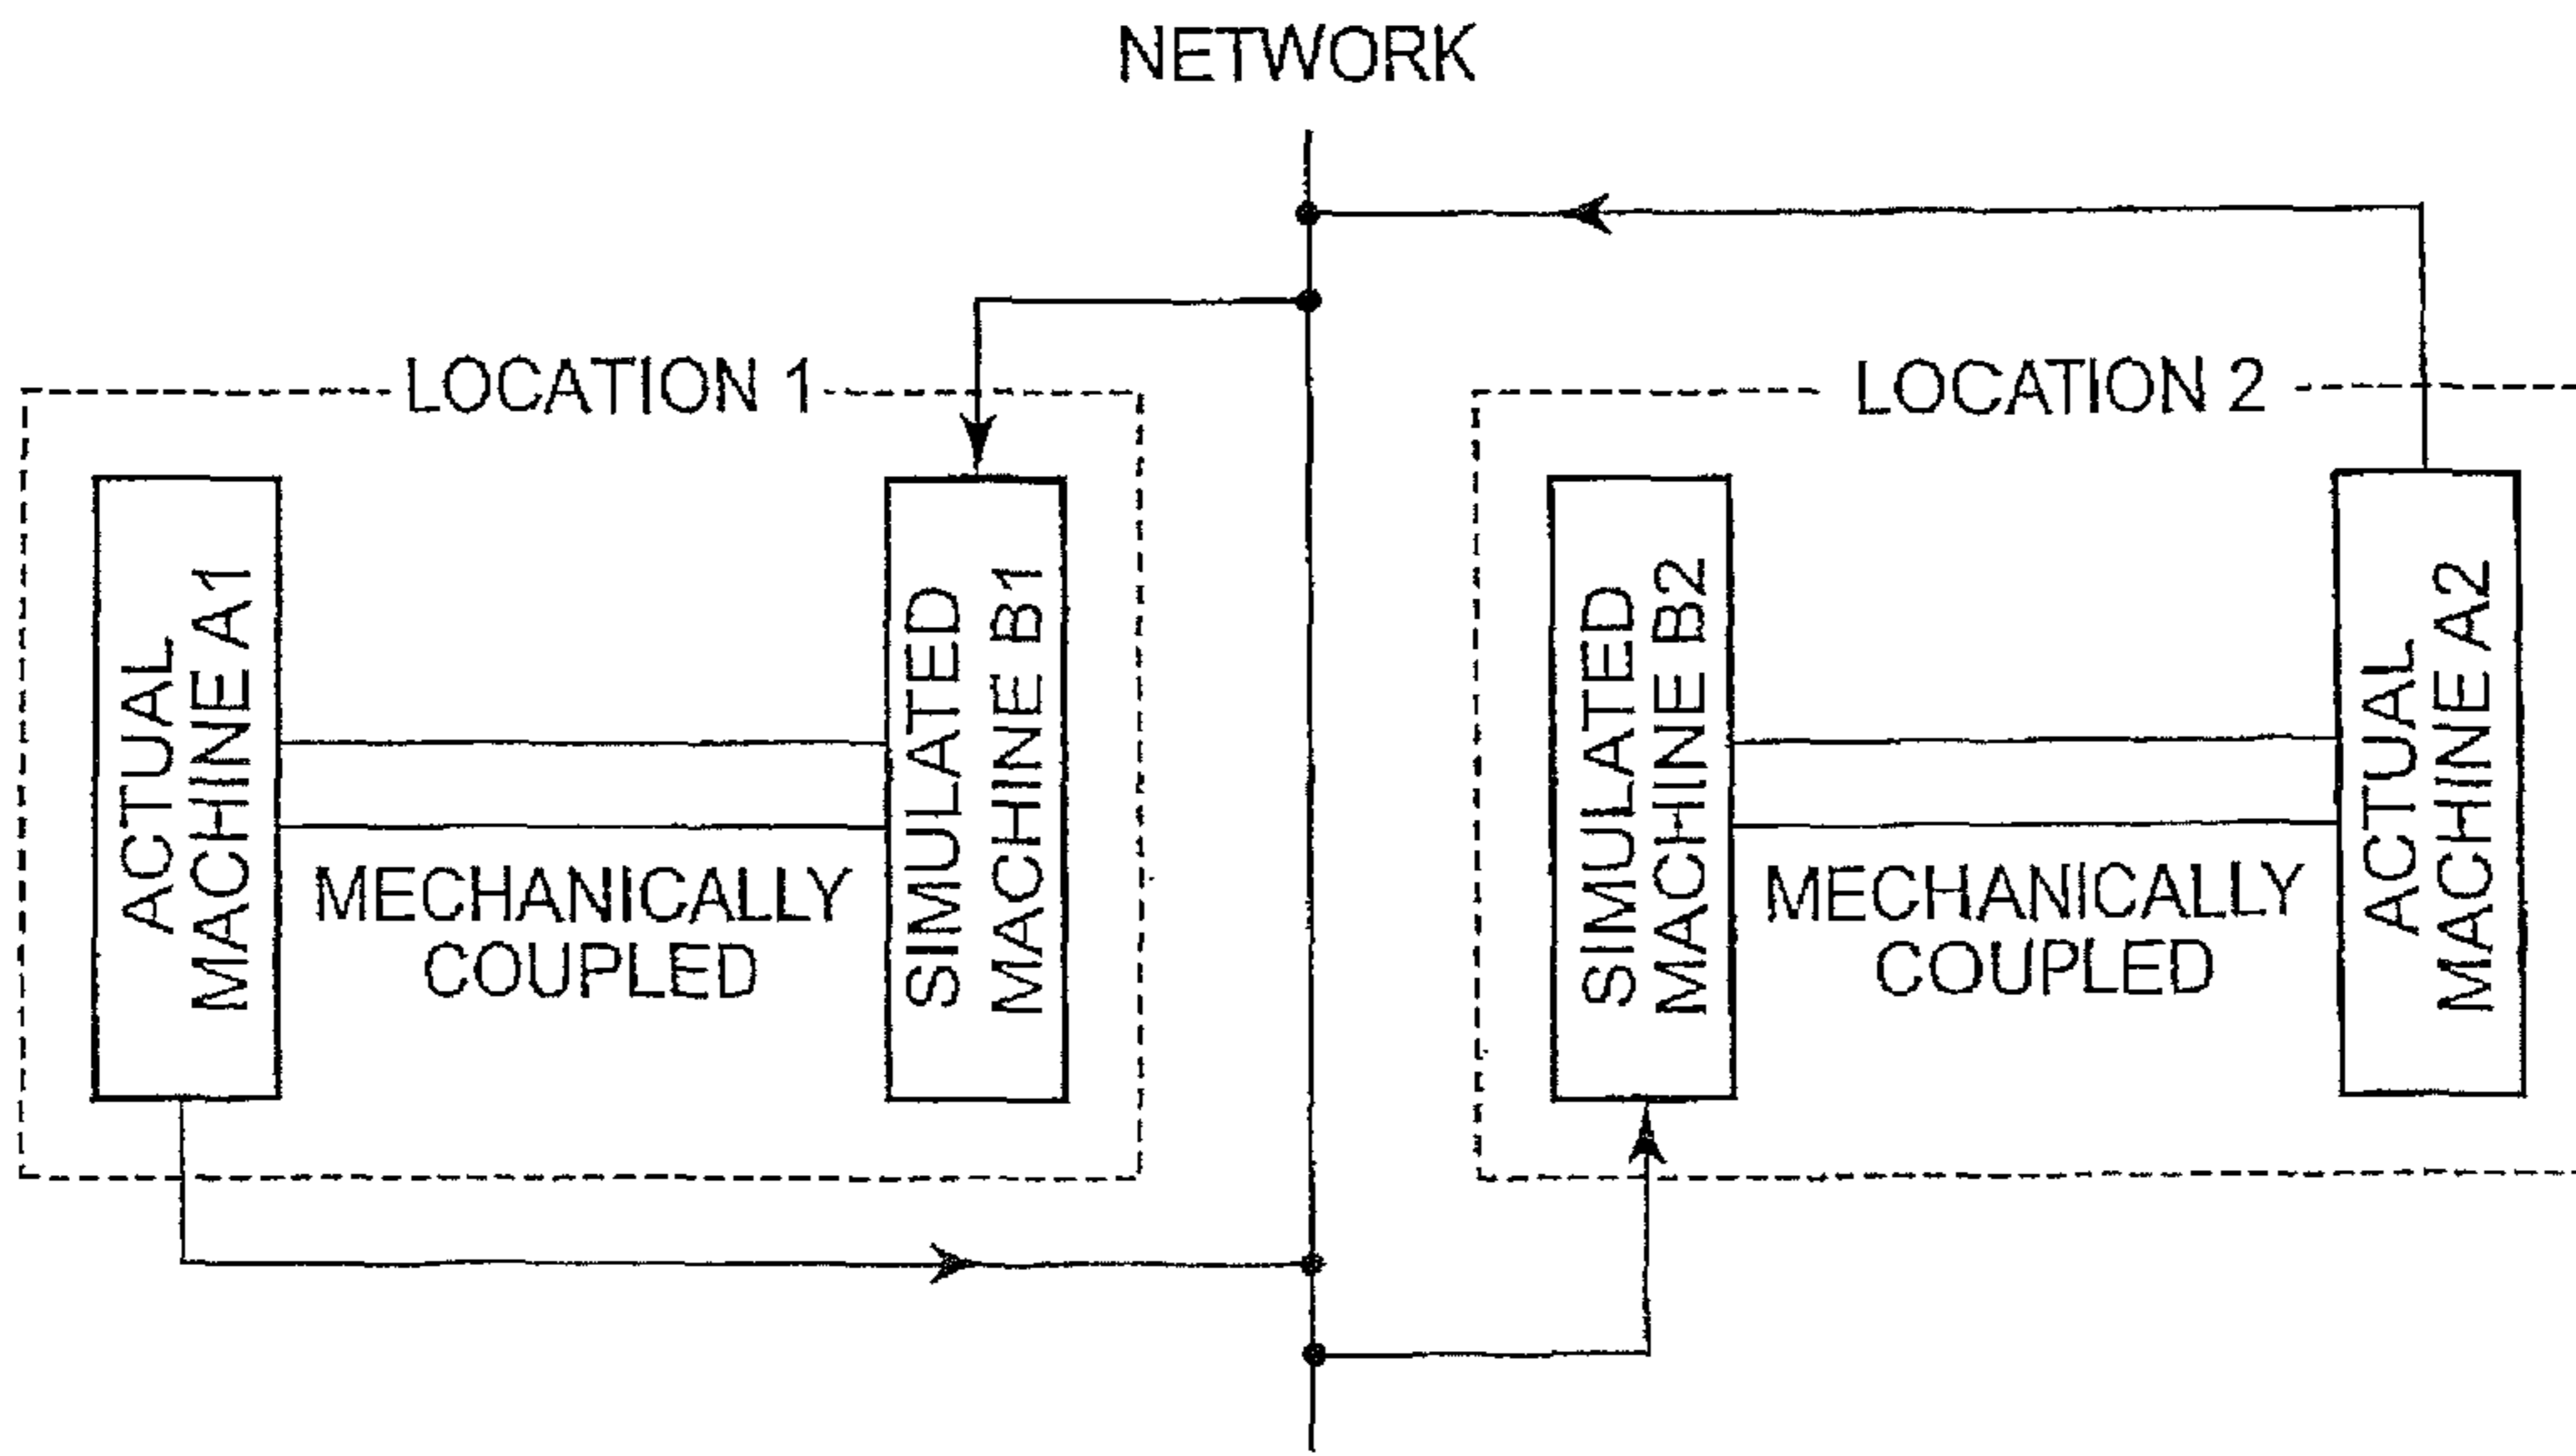 NETWORK
LOCATION 1
LOCATION 2
ACTUAL
MACHINE A1
MECHANICALLY
COUPLED
SIMULATED
MACHINE B1
SIMULATED
MACHINE B2
MECHANICALLY
COUPLED
ACTUAL
MACHINE A2